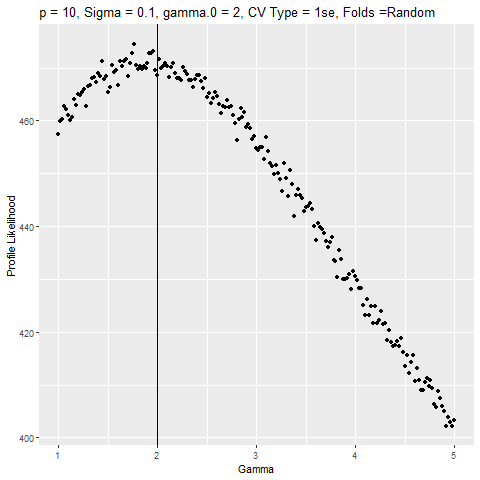 p = 10, Sigma = 0.1, gamma.0 = 2, CV Type = 1se, Folds =Random
Profile Likelihood
460
440
420
400
1 2 3 4 5
Gamma